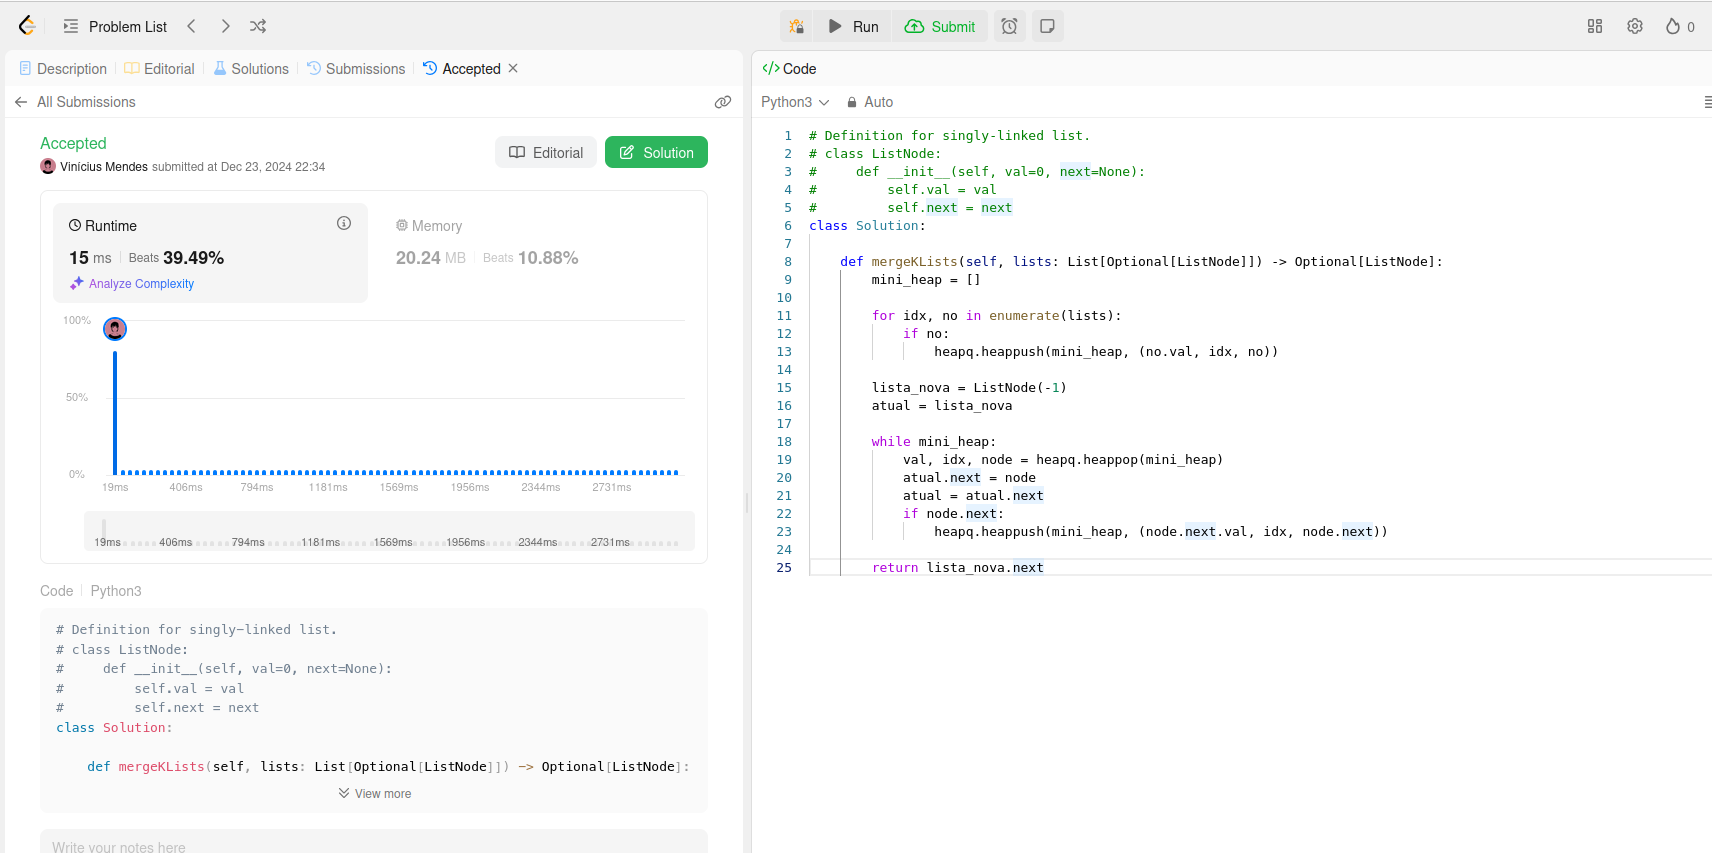 Problem List
Run
Submit
0
Description
Editorial
Solutions
Submissions
Accepted
All Submissions
Accepted
Vinícius Mendes submitted at Dec 23, 2024 22:34
Editorial
Solution
Runtime
15 ms | Beats 39.49%
Analyze Complexity
Memory
20.24 MB | Beats 10.88%
100%
50%
0%
19ms 406ms 794ms 1181ms 1569ms 1956ms 2344ms 2731ms
19ms 406ms 794ms 1181ms 1569ms 1956ms 2344ms 2731ms
Code | Python3
# Definition for singly-linked list.
# class ListNode:
#     def __init__(self, val=0, next=None):
#         self.val = val
#         self.next = next
class Solution:
    def mergeKLists(self, lists: List[Optional[ListNode]]) -> Optional[ListNode]:
View more
Write your notes here
</> Code
Python3
Auto
1 # Definition for singly-linked list.
2 # class ListNode:
3 #     def __init__(self, val=0, next=None):
4 #         self.val = val
5 #         self.next = next
6 class Solution:
7
8     def mergeKLists(self, lists: List[Optional[ListNode]]) -> Optional[ListNode]:
9         mini_heap = []
10
11         for idx, no in enumerate(lists):
12             if no:
13                 heapq.heappush(mini_heap, (no.val, idx, no))
14
15         lista_nova = ListNode(-1)
16         atual = lista_nova
17
18         while mini_heap:
19             val, idx, node = heapq.heappop(mini_heap)
20             atual.next = node
21             atual = atual.next
22             if node.next:
23                 heapq.heappush(mini_heap, (node.next.val, idx, node.next))
24
25         return lista_nova.next